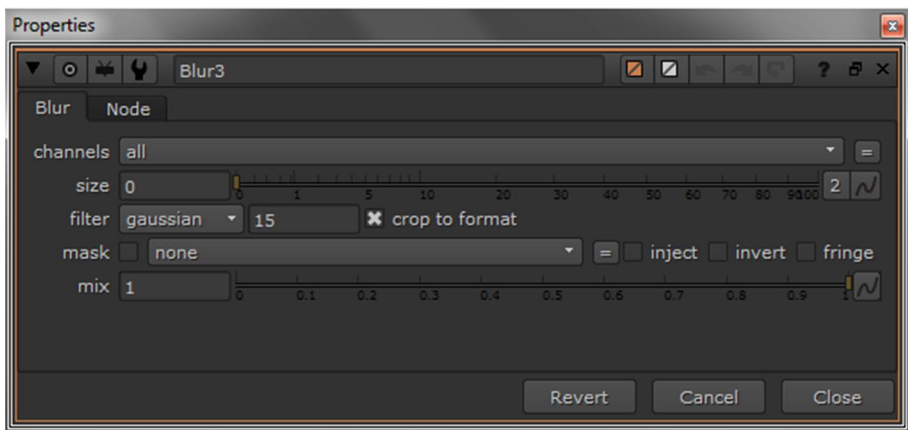 Properties
Blur3 ?
Blur Node
channels all =
size 0 0 1 5 10 20 30 40 50 60 70 80 90100 2
filter gaussian 15 crop to format
mask none = inject invert fringe
mix 1 0 0.1 0.2 0.3 0.4 0.5 0.6 0.7 0.8 0.9 1
Revert Cancel Close